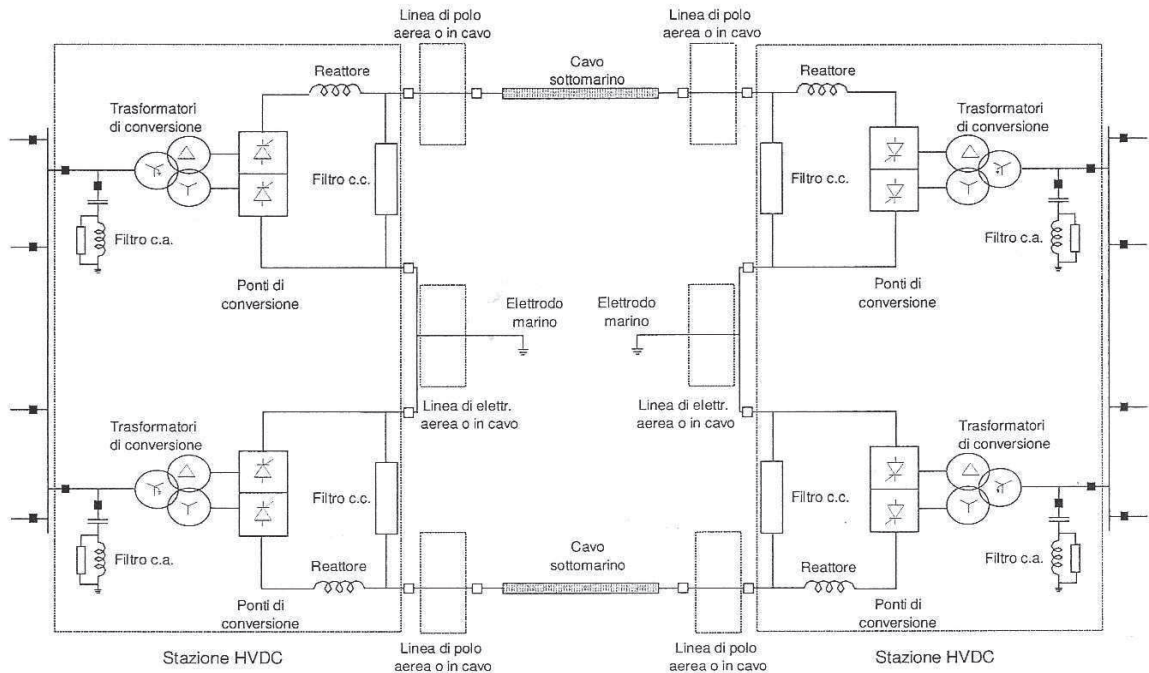 Linea di polo
aerea o in cavo
Linea di polo
aerea o in cavo
Reattore
Cavo
sottomarino
Reattore
Trasformatori
di conversione
Trasformatori
di conversione
Filtro c.c.
Filtro c.c.
Filtro c.a.
Filtro c.a.
Ponti di
conversione
Elettrodo
marino
Elettrodo
marino
Ponti di
conversione
Linea di elettr.
aerea o in cavo
Linea di elettr.
aerea o in cavo
Trasformatori
di conversione
Trasformatori
di conversione
Filtro c.c.
Filtro c.c.
Filtro c.a.
Filtro c.a.
Reattore
Cavo
sottomarino
Reattore
Ponti di
conversione
Ponti di
conversione
Linea di polo
aerea o in cavo
Linea di polo
aerea o in cavo
Stazione HVDC
Stazione HVDC